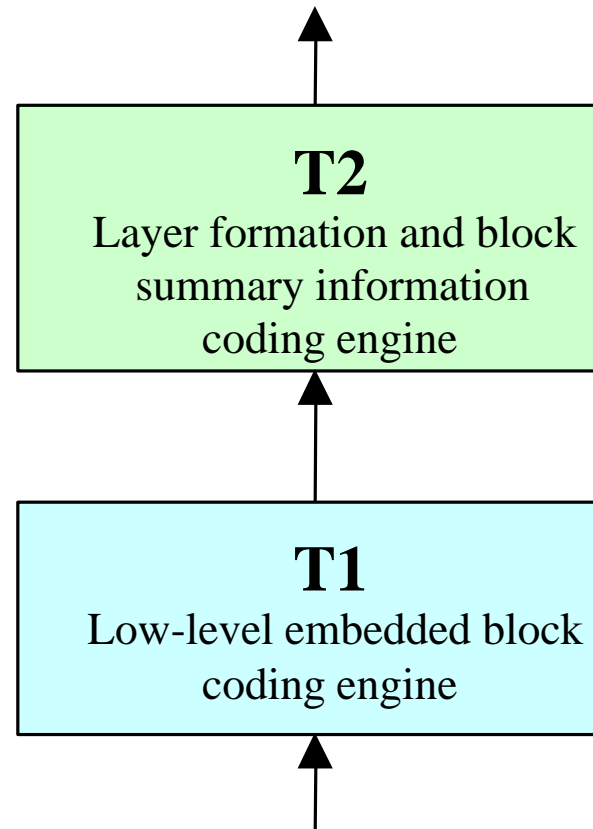 T2
Layer formation and block
summary information
coding engine
T1
Low-level embedded block
coding engine